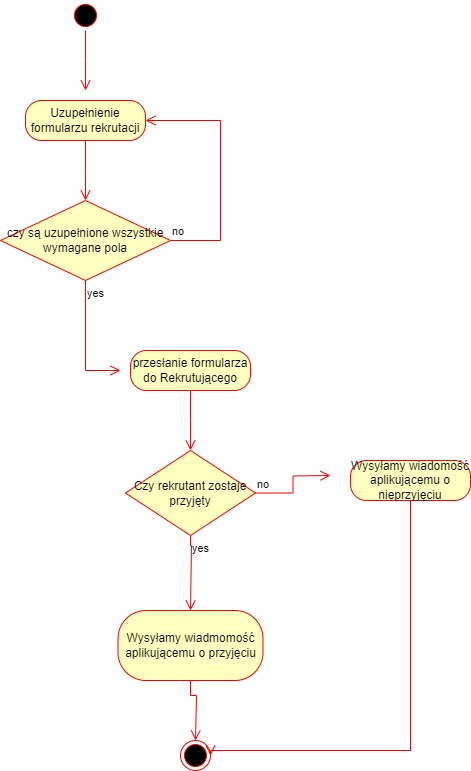 Uzupełnienie
formularzu rekrutacji
czy są uzupełnione wszystkie
wymagane pola
no
yes
przesłanie formularza
do Rekrutującego
Czy rekrutant zostaje
przyjęty
no
Wysyłamy wiadomość
aplikującemu o
nieprzyjęciu
yes
Wysyłamy wiadmomość
aplikującemu o przyjęciu